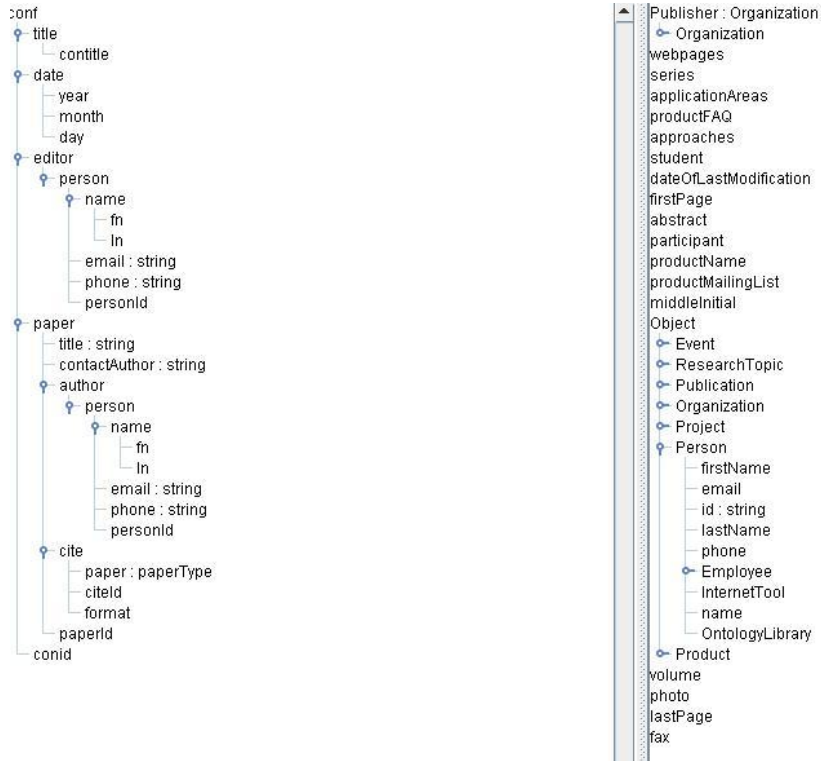 conf
title
contitle
date
year
month
day
editor
person
name
fn
ln
email : string
phone : string
personId
paper
title : string
contactAuthor : string
author
person
name
fn
ln
email : string
phone : string
personId
cite
paper : paperType
citeId
format
paperId
conid
Publisher : Organization
Organization
webpages
series
applicationAreas
productFAQ
approaches
student
dateOfLastModification
firstPage
abstract
participant
productName
productMailingList
middleInitial
Object
Event
ResearchTopic
Publication
Organization
Project
Person
firstName
email
id : string
lastName
phone
Employee
InternetTool
name
OntologyLibrary
Product
volume
photo
lastPage
fax